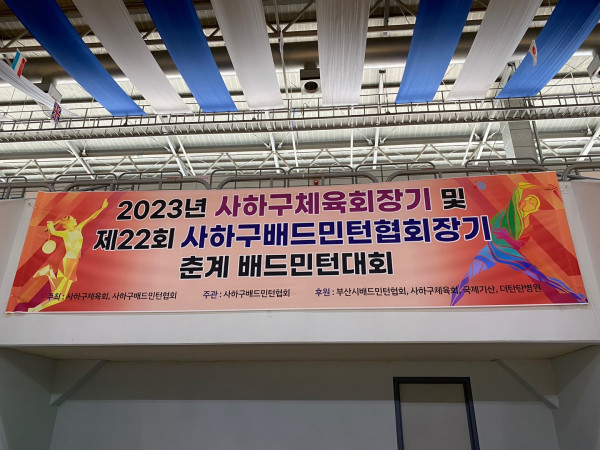 2023년 사하구체육회장기 및
제22회 사하구배드민턴협회장기
춘계 배드민턴대회
주최 : 사하구체육회, 사하구배드민턴협회 주관 : 사하구배드민턴협회 후원 : 부산시배드민턴협회, 사하구체육회, 국제기산, 더탄탄병원